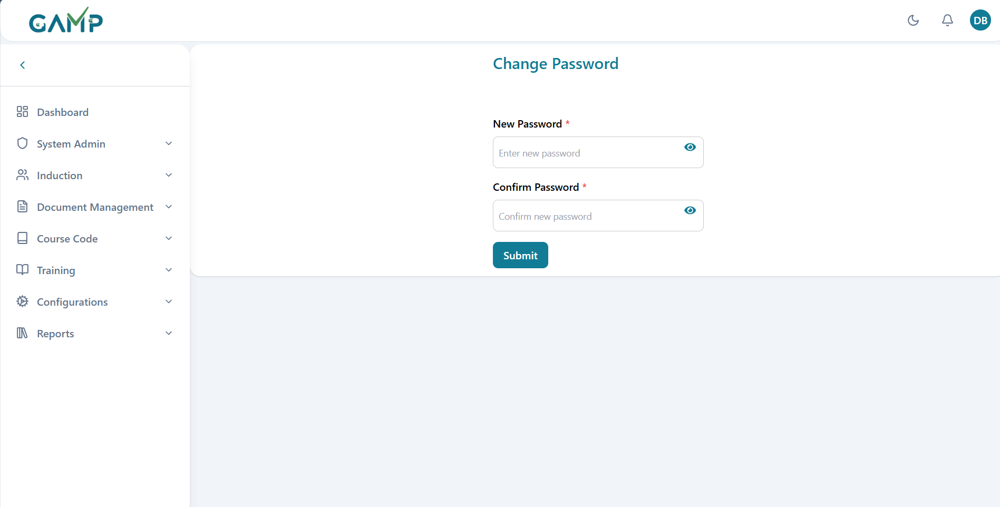 GAMP
DB
Change Password
Dashboard
System Admin
Induction
Document Management
Course Code
Training
Configurations
Reports
New Password *
Enter new password
Confirm Password *
Confirm new password
Submit